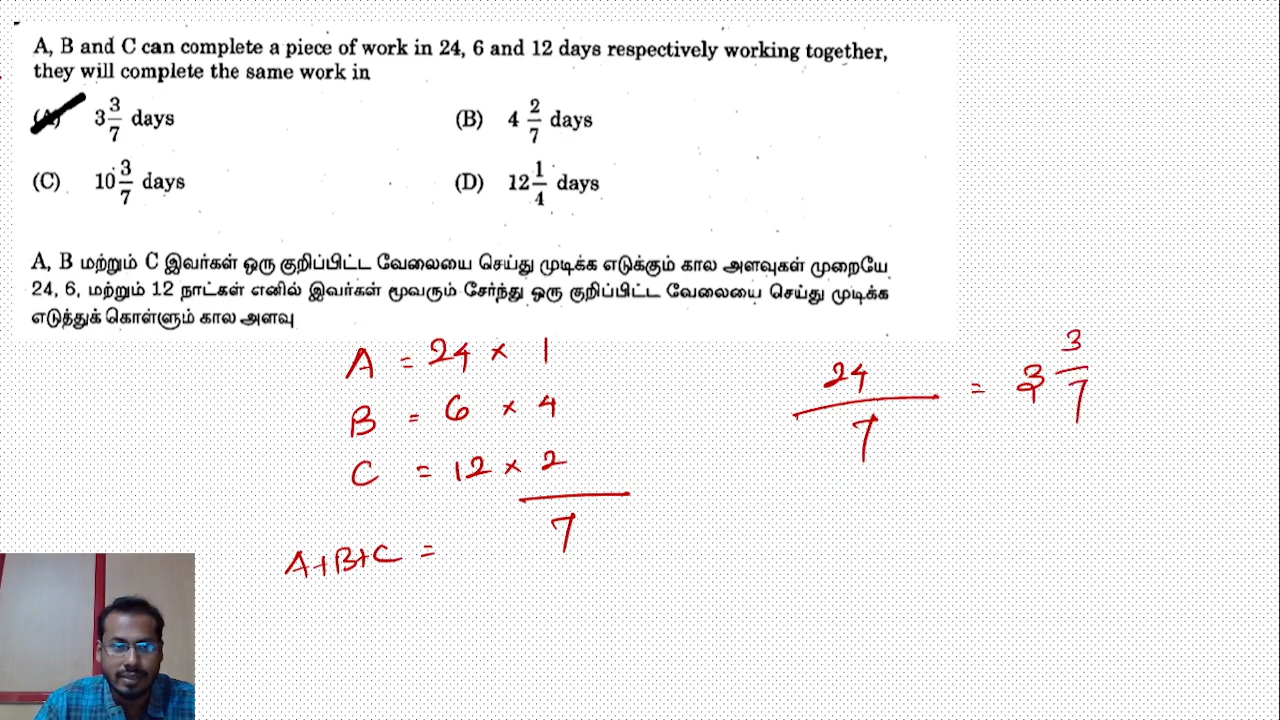 A, B and C can complete a piece of work in 24, 6 and 12 days respectively working together,
they will complete the same work in
(A) 3 3/7 days
(B) 4 2/7 days
(C) 10 3/7 days
(D) 12 1/4 days
A, B மற்றும் C இவர்கள் ஒரு குறிப்பிட்ட வேலையை செய்து முடிக்க எடுக்கும் கால அளவுகள் முறையே
24, 6, மற்றும் 12 நாட்கள் எனில் இவர்கள் மூவரும் சேர்ந்து ஒரு குறிப்பிட்ட வேலையை செய்து முடிக்க
எடுத்துக் கொள்ளும் கால அளவு
A = 24 × 1
B = 6 × 4
C = 12 × 2
A+B+C = 7
24/7 = 3 3/7